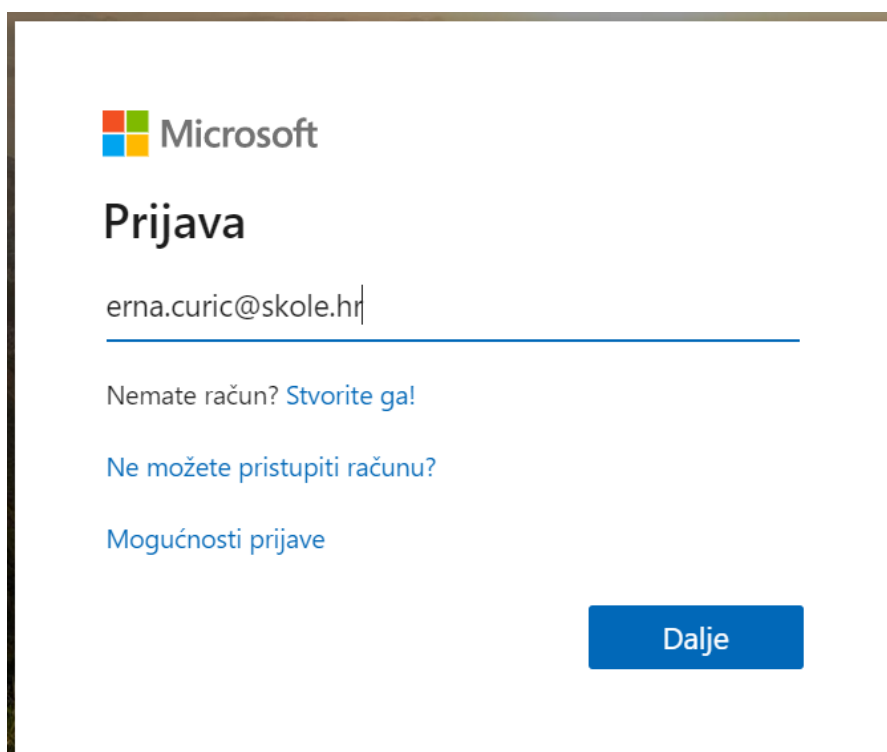 Microsoft
Prijava
erna.curic@skole.hr
Nemate račun? Stvorite ga!
Ne možete pristupiti računu?
Mogućnosti prijave
Dalje